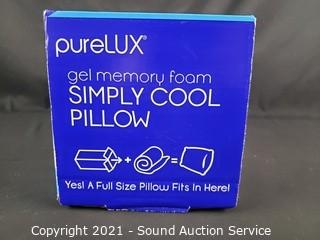 pureLUX®
gel memory foam
SIMPLY COOL
PILLOW
Yes! A Full Size Pillow Fits In Here!
Copyright 2021 - Sound Auction Service